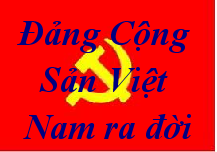 Đảng Cộng
Sản Việt
Nam ra đời